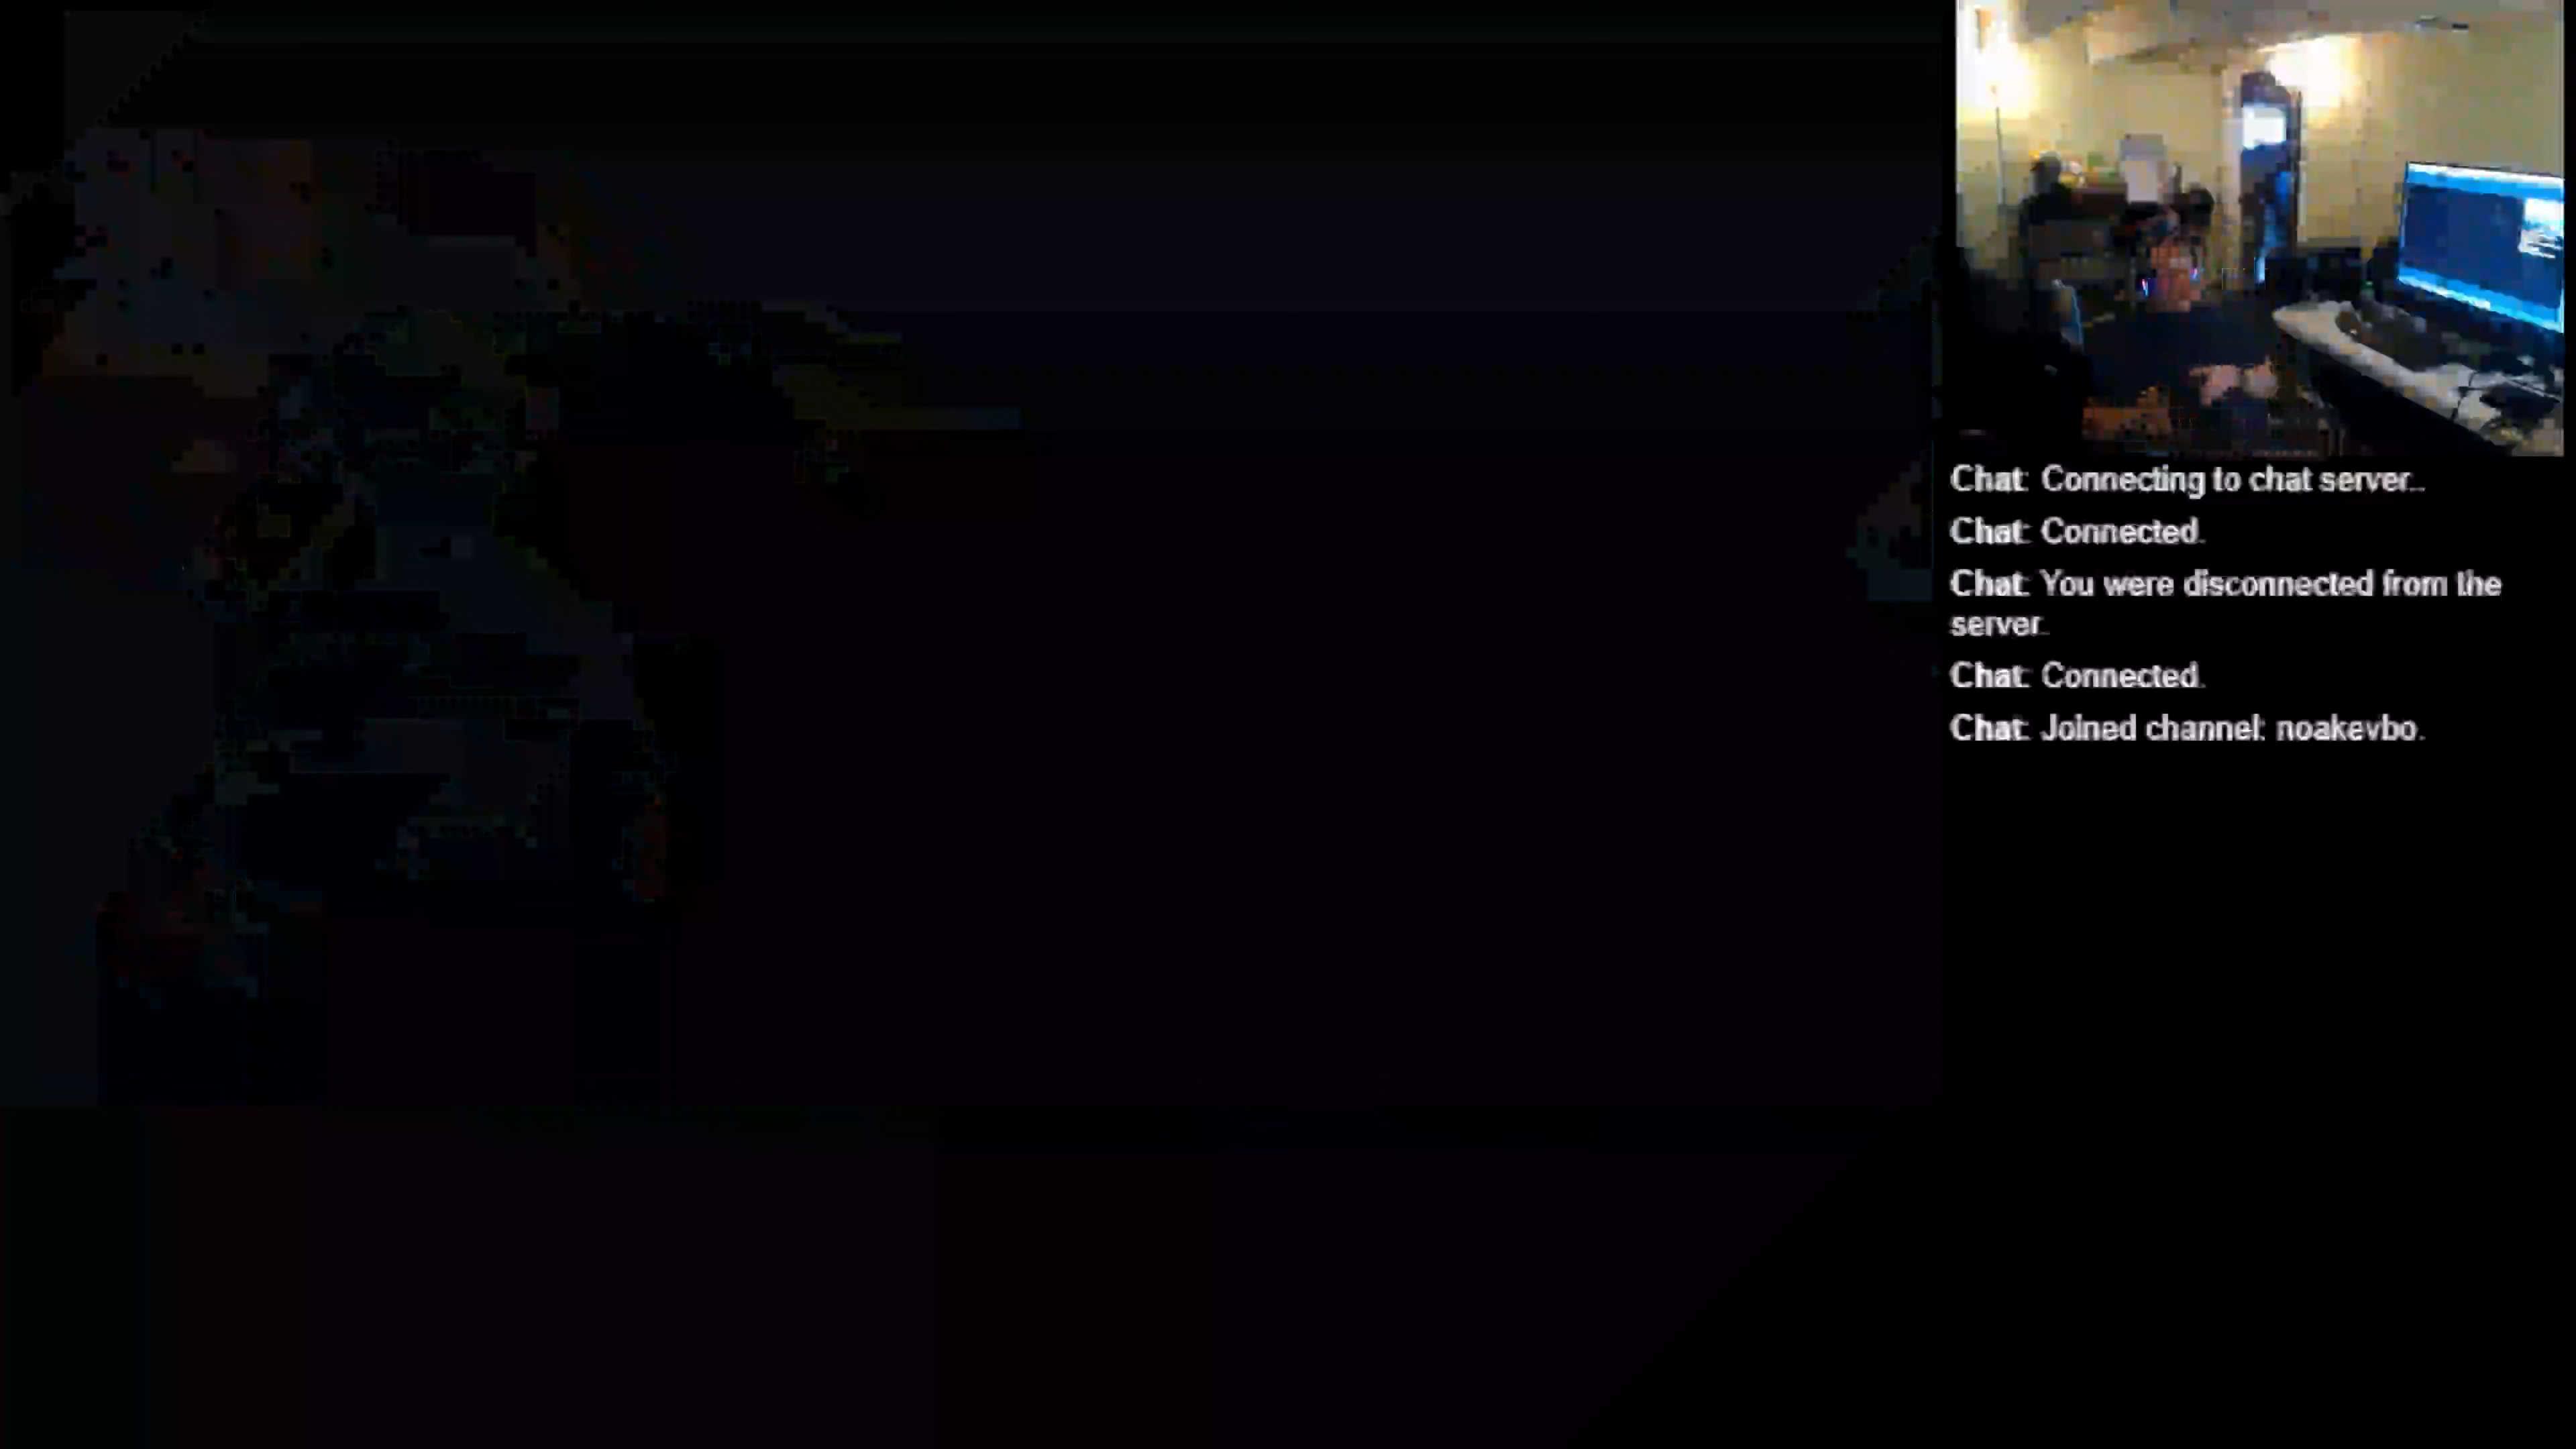 Chat: Connecting to chat server..
Chat: Connected.
Chat: You were disconnected from the
server.
Chat: Connected.
Chat: Joined channel: noakevbo.